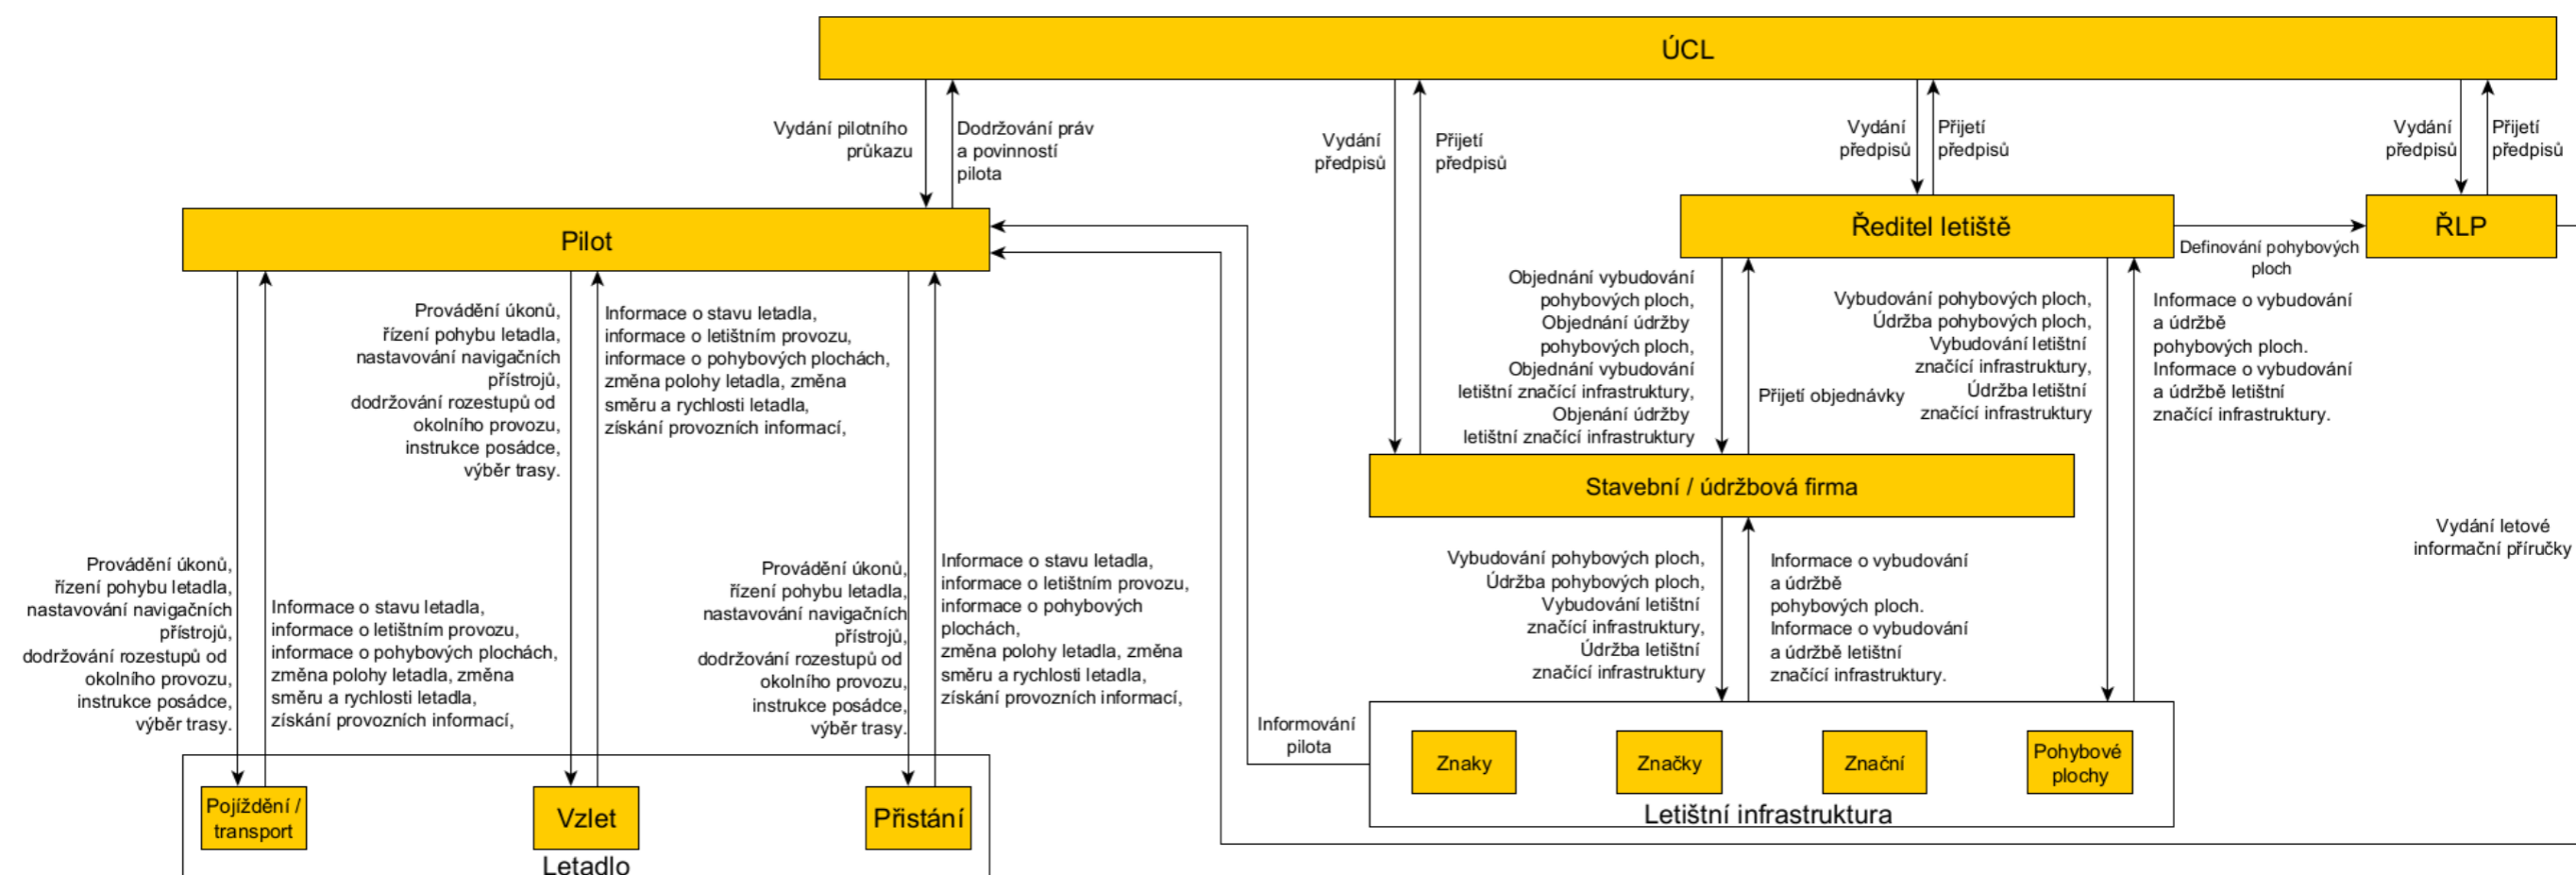 ÚCL
Vydání pilotního
průkazu
Dodržování práv
a povinností
pilota
Vydání
předpisů
Přijetí
předpisů
Vydání
předpisů
Přijetí
předpisů
Vydání
předpisů
Přijetí
předpisů
Pilot
Ředitel letiště
Definování pohybových
ploch
ŘLP
Provádění úkonů,
řízení pohybu letadla,
nastavování navigačních
přístrojů,
dodržování rozestupů od
okolního provozu,
instrukce posádce,
výběr trasy.
Informace o stavu letadla,
informace o letištním provozu,
informace o pohybových plochách,
změna polohy letadla, změna
směru a rychlosti letadla,
získání provozních informací,
Objednání vybudování
pohybových ploch,
Objednání údržby
pohybových ploch,
Objednání vybudování
letištní značící infrastruktury,
Objenání údržby
letištní značící infrastruktury
Přijetí objednávky
Vybudování pohybových ploch,
Údržba pohybových ploch,
Vybudování letištní
značící infrastruktury,
Údržba letištní
značící infrastruktury
Informace o vybudování
a údržbě
pohybových ploch.
Informace o vybudování
a údržbě letištní
značící infrastruktury.
Stavební / údržbová firma
Vydání letové
informační příručky
Provádění úkonů,
řízení pohybu letadla,
nastavování navigačních
přístrojů,
dodržování rozestupů od
okolního provozu,
instrukce posádce,
výběr trasy.
Informace o stavu letadla,
informace o letištním provozu,
informace o pohybových plochách,
změna polohy letadla, změna
směru a rychlosti letadla,
získání provozních informací,
Provádění úkonů,
řízení pohybu letadla,
nastavování navigačních
přístrojů,
dodržování rozestupů od
okolního provozu,
instrukce posádce,
výběr trasy.
Informace o stavu letadla,
informace o letištním provozu,
informace o pohybových
plochách,
změna polohy letadla, změna
směru a rychlosti letadla,
získání provozních informací,
Vybudování pohybových ploch,
Údržba pohybových ploch,
Vybudování letištní
značící infrastruktury,
Údržba letištní
značící infrastruktury
Informace o vybudování
a údržbě
pohybových ploch.
Informace o vybudování
a údržbě letištní
značící infrastruktury.
Informování
pilota
Znaky
Značky
Znační
Pohybové
plochy
Letištní infrastruktura
Pojíždění /
transport
Vzlet
Přistání
Letadlo